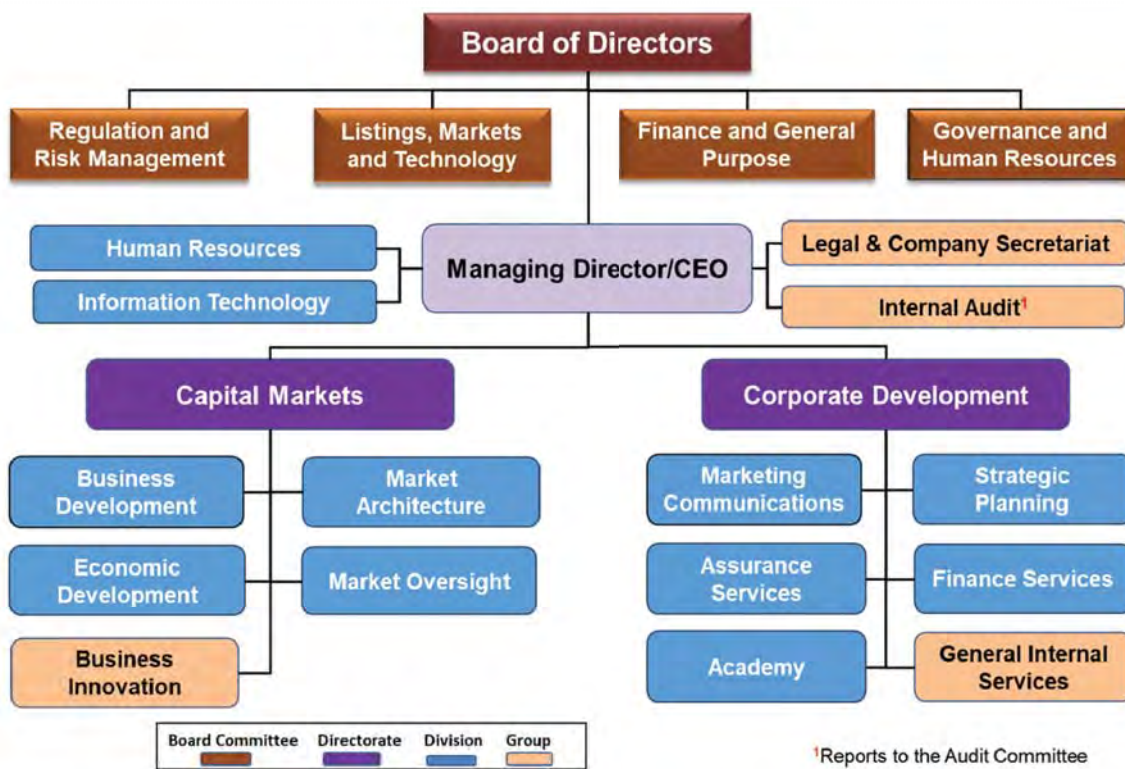 Board of Directors
Regulation and
Risk Management
Listings, Markets
and Technology
Finance and General
Purpose
Governance and
Human Resources
Human Resources
Information Technology
Managing Director/CEO
Legal & Company Secretariat
Internal Audit¹
Capital Markets
Corporate Development
Business
Development
Market
Architecture
Economic
Development
Market Oversight
Business
Innovation
Marketing
Communications
Strategic
Planning
Assurance
Services
Finance Services
Academy
General Internal
Services
Board Committee Directorate Division Group
¹Reports to the Audit Committee